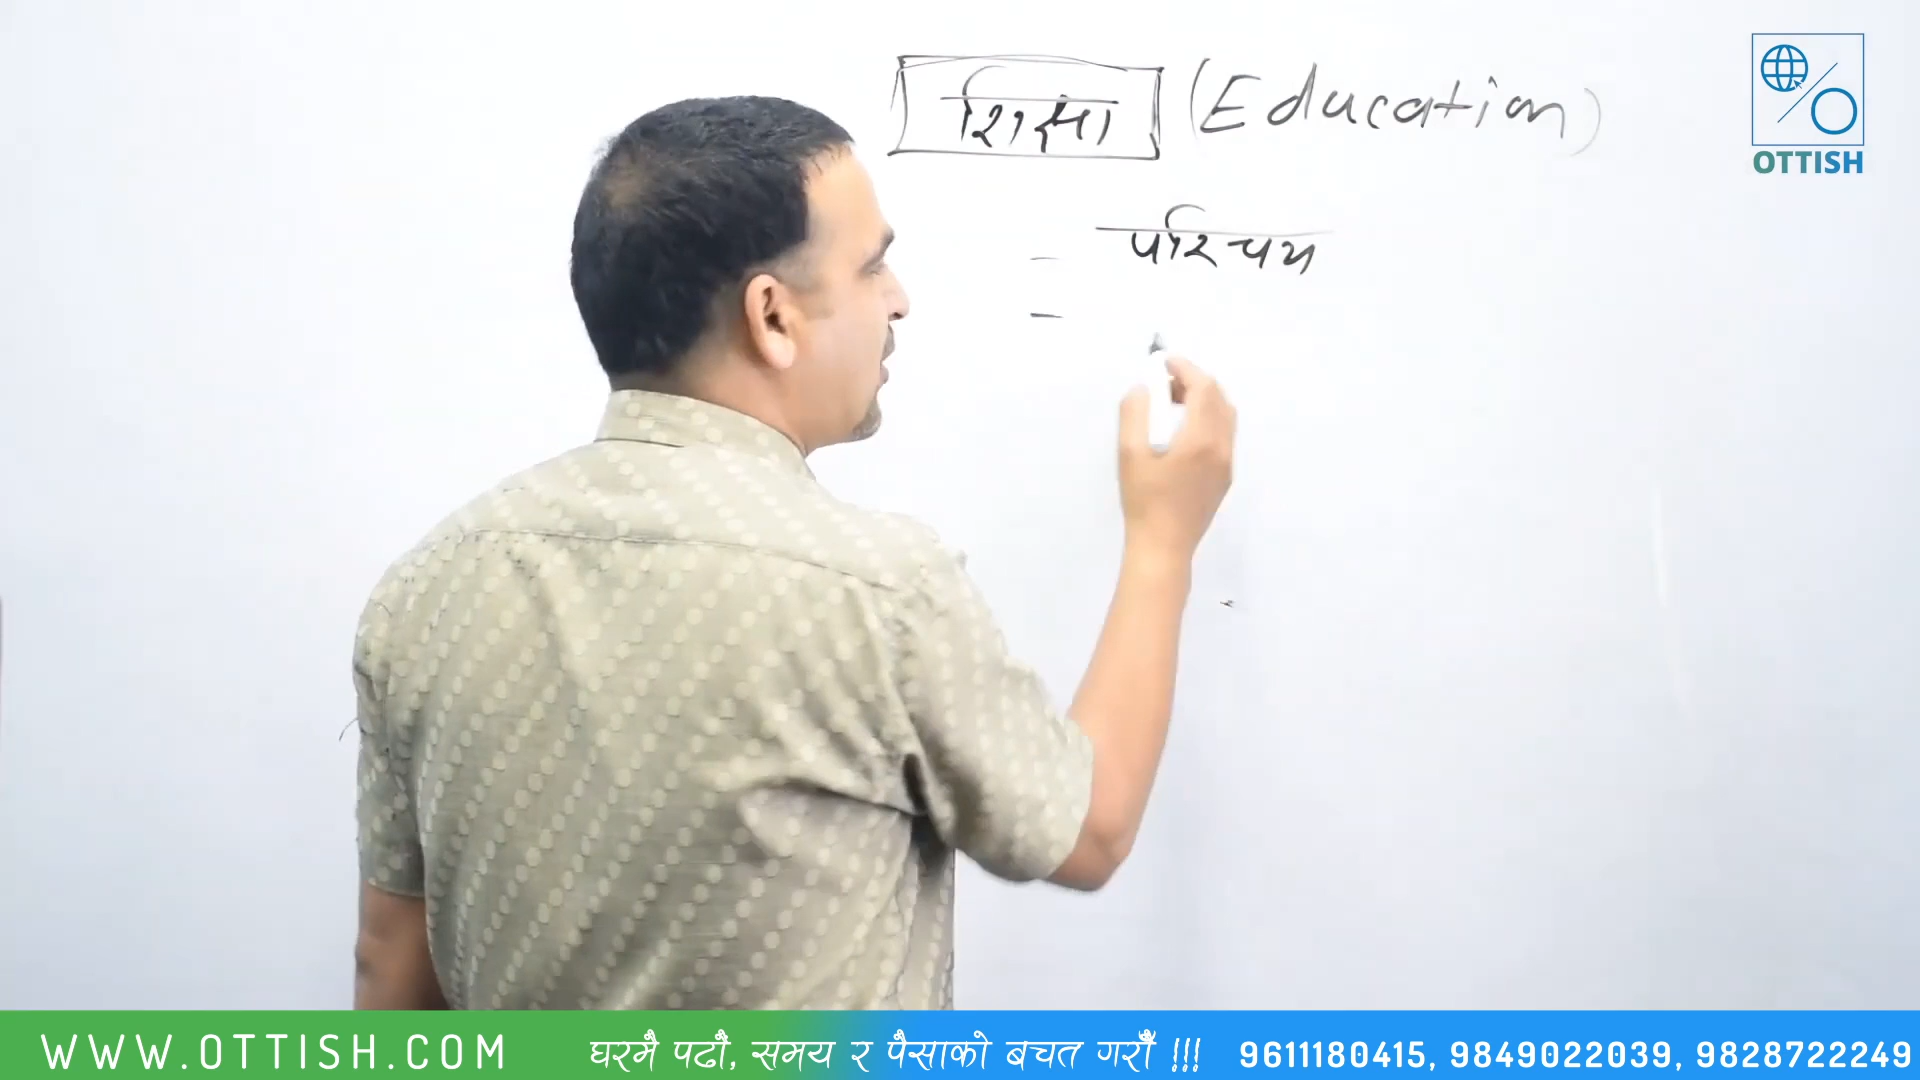 शिक्षा (Education)
- परिचय
-
OTTISH
WWW.OTTISH.COM घरमै पढौं, समय र पैसाको बचत गरौँ !!! 9611180415, 9849022039, 9828722249